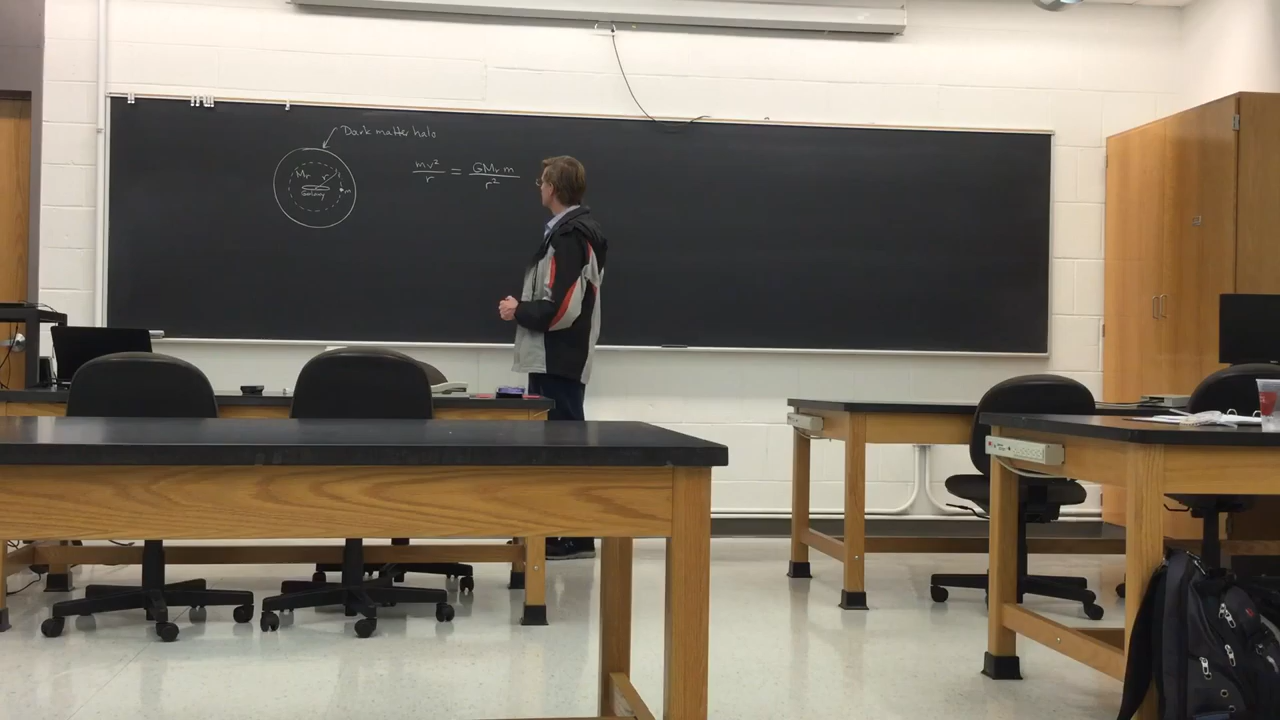 Dark matter halo
Mr r
m
Galaxy
mv²/r = GMr m/r²